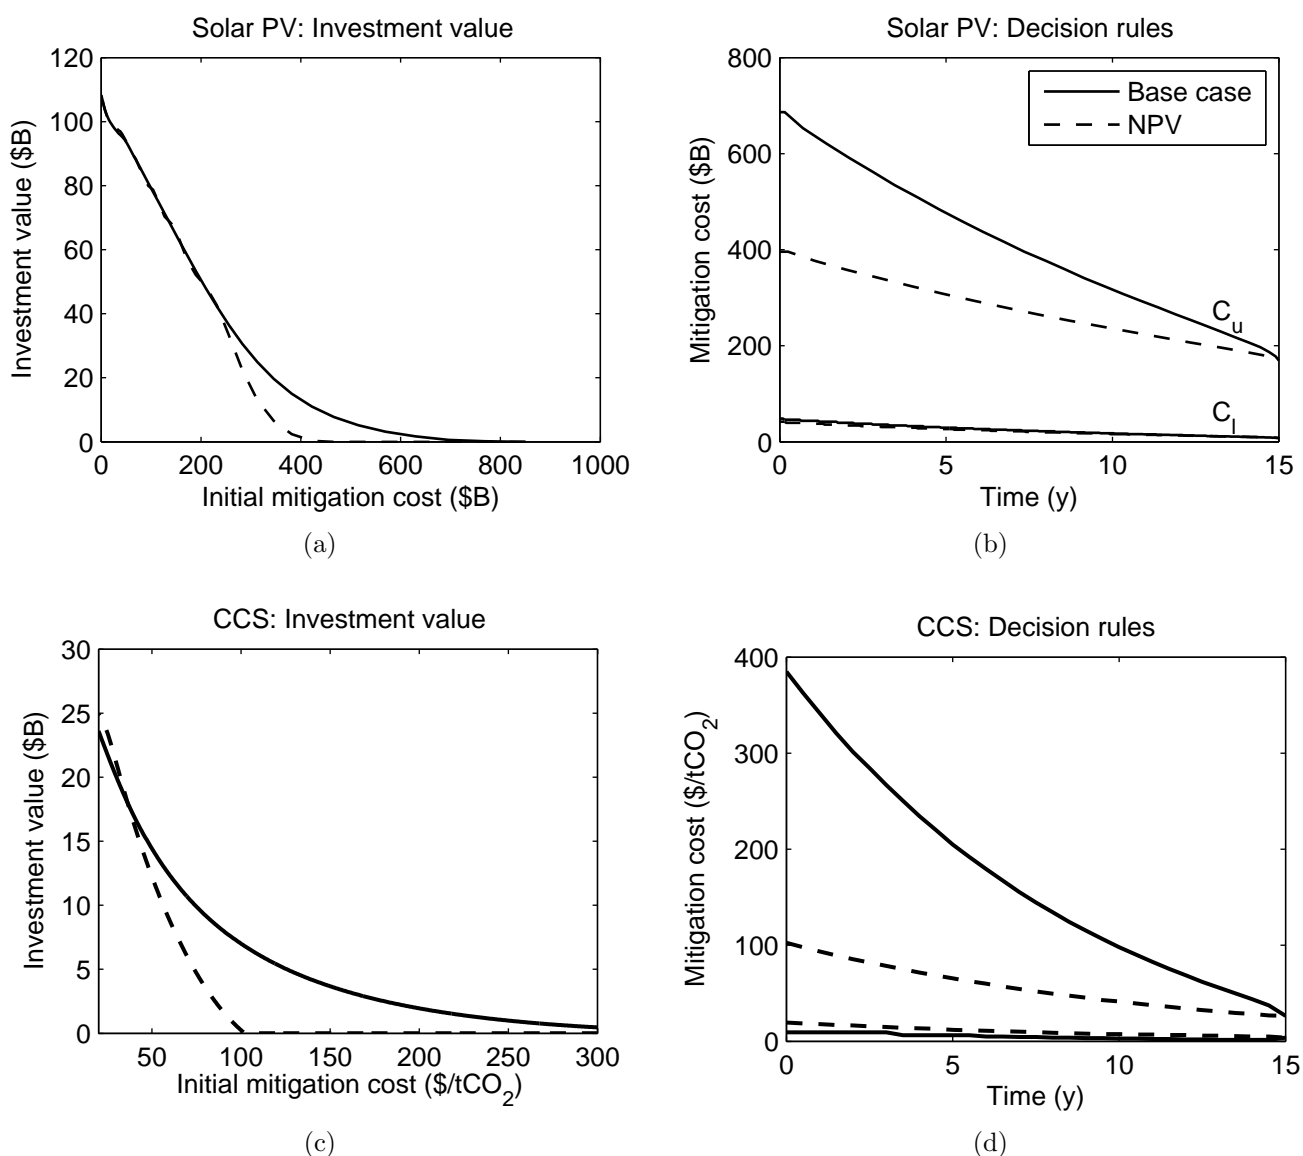 Solar PV: Investment value
120
100
80
60
40
20
0
Investment value ($B)
0 200 400 600 800 1000
Initial mitigation cost ($B)
(a)
Solar PV: Decision rules
800
600
400
200
0
Mitigation cost ($B)
Base case
NPV
C_u
C_l
0 5 10 15
Time (y)
(b)
CCS: Investment value
30
25
20
15
10
5
0
Investment value ($B)
50 100 150 200 250 300
Initial mitigation cost ($/tCO_2)
(c)
CCS: Decision rules
400
300
200
100
0
Mitigation cost ($/tCO_2)
0 5 10 15
Time (y)
(d)